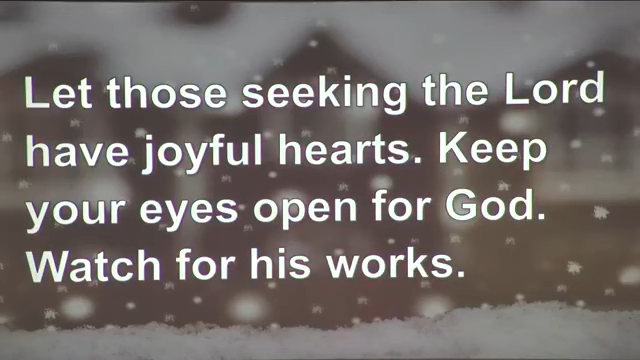 Let those seeking the Lord
have joyful hearts. Keep
your eyes open for God.
Watch for his works.